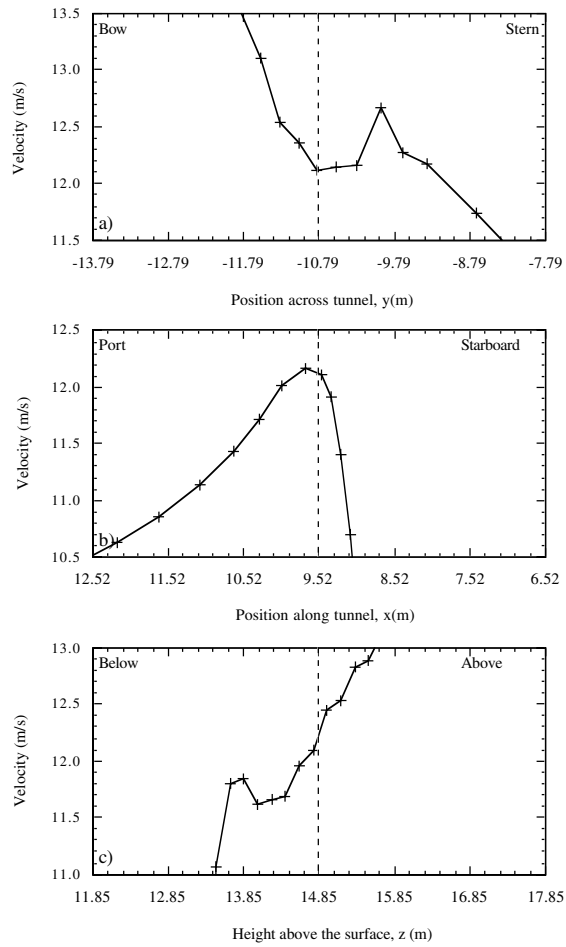 Bow Stern
13.5
13.0
12.5
12.0
11.5
Velocity (m/s)
a)
-13.79 -12.79 -11.79 -10.79 -9.79 -8.79 -7.79
Position across tunnel, y(m)
Port Starboard
12.5
12.0
11.5
11.0
10.5
Velocity (m/s)
b)
12.52 11.52 10.52 9.52 8.52 7.52 6.52
Position along tunnel, x(m)
Below Above
13.0
12.5
12.0
11.5
11.0
Velocity (m/s)
c)
11.85 12.85 13.85 14.85 15.85 16.85 17.85
Height above the surface, z (m)